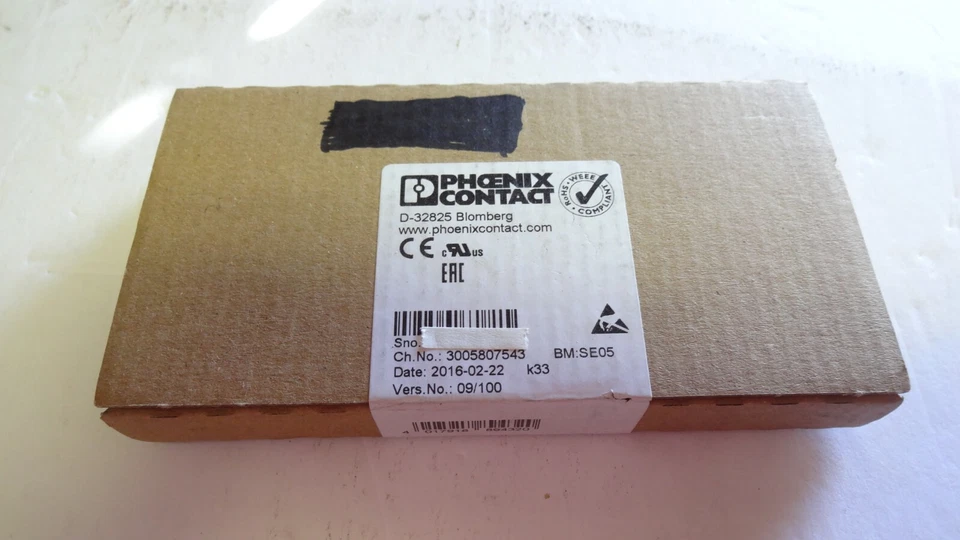 PHŒNIX
CONTACT
RoHS • WEEE • COMPLIANT
D-32825 Blomberg
www.phoenixcontact.com
CE c UL us
EAC
Sno.
Ch.No.: 3005807543 BM:SE05
Date: 2016-02-22 k33
Vers.No.: 09/100